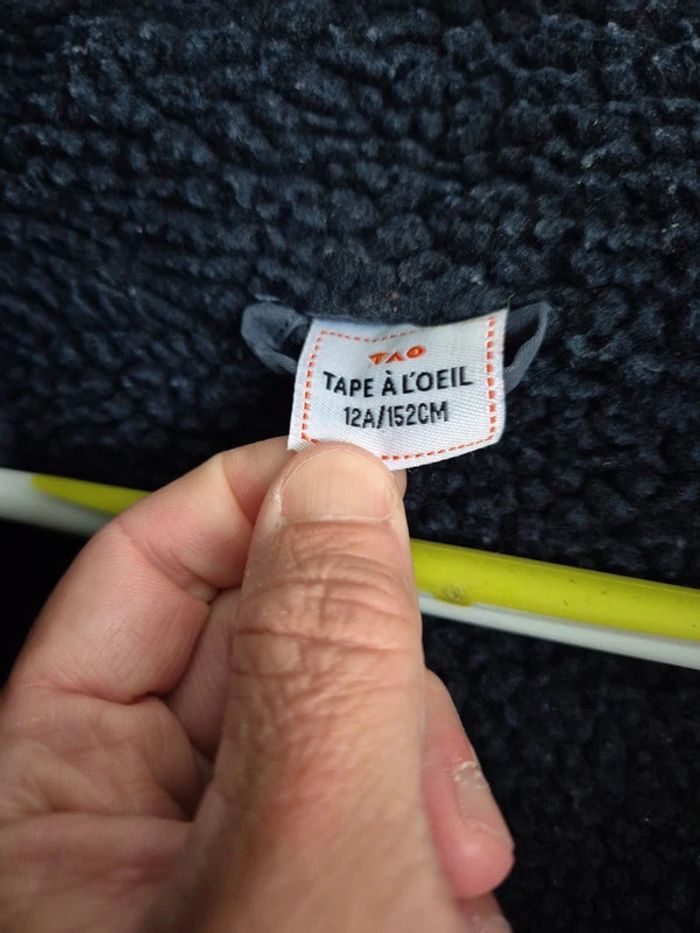 TAO
TAPE À L'OEIL
12A/152CM